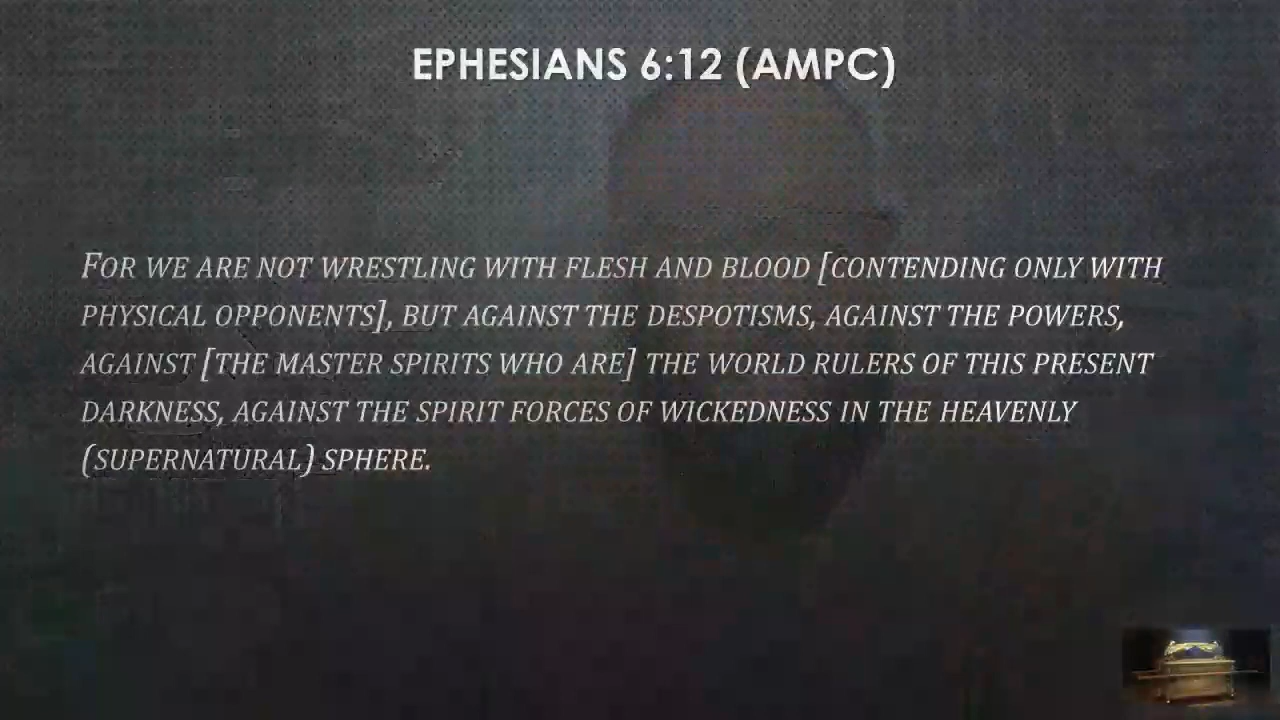 EPHESIANS 6:12 (AMPC)
FOR WE ARE NOT WRESTLING WITH FLESH AND BLOOD [CONTENDING ONLY WITH
PHYSICAL OPPONENTS], BUT AGAINST THE DESPOTISMS, AGAINST THE POWERS,
AGAINST [THE MASTER SPIRITS WHO ARE] THE WORLD RULERS OF THIS PRESENT
DARKNESS, AGAINST THE SPIRIT FORCES OF WICKEDNESS IN THE HEAVENLY
(SUPERNATURAL) SPHERE.